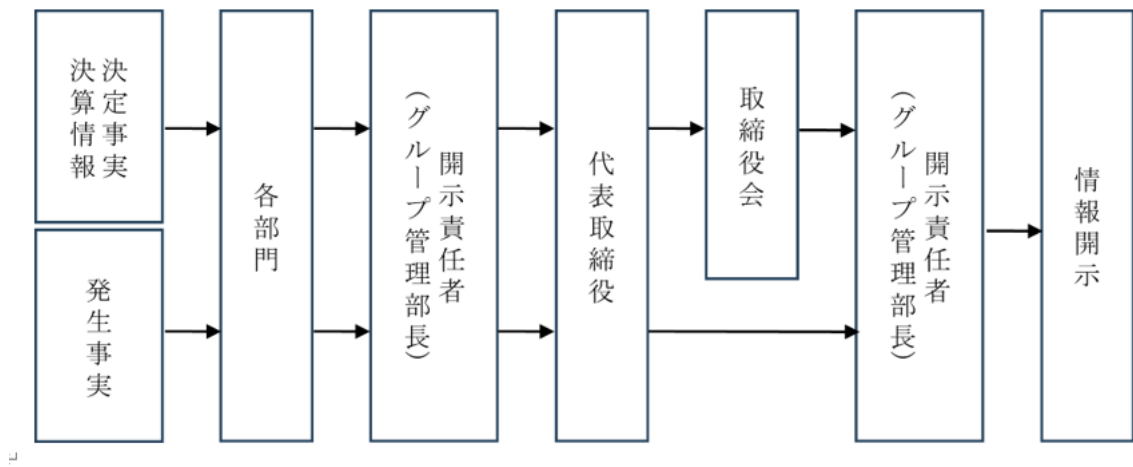 決定事実
決算情報
発生事実
各部門
開示責任者
(グループ管理部長)
代表取締役
取締役会
開示責任者
(グループ管理部長)
情報開示